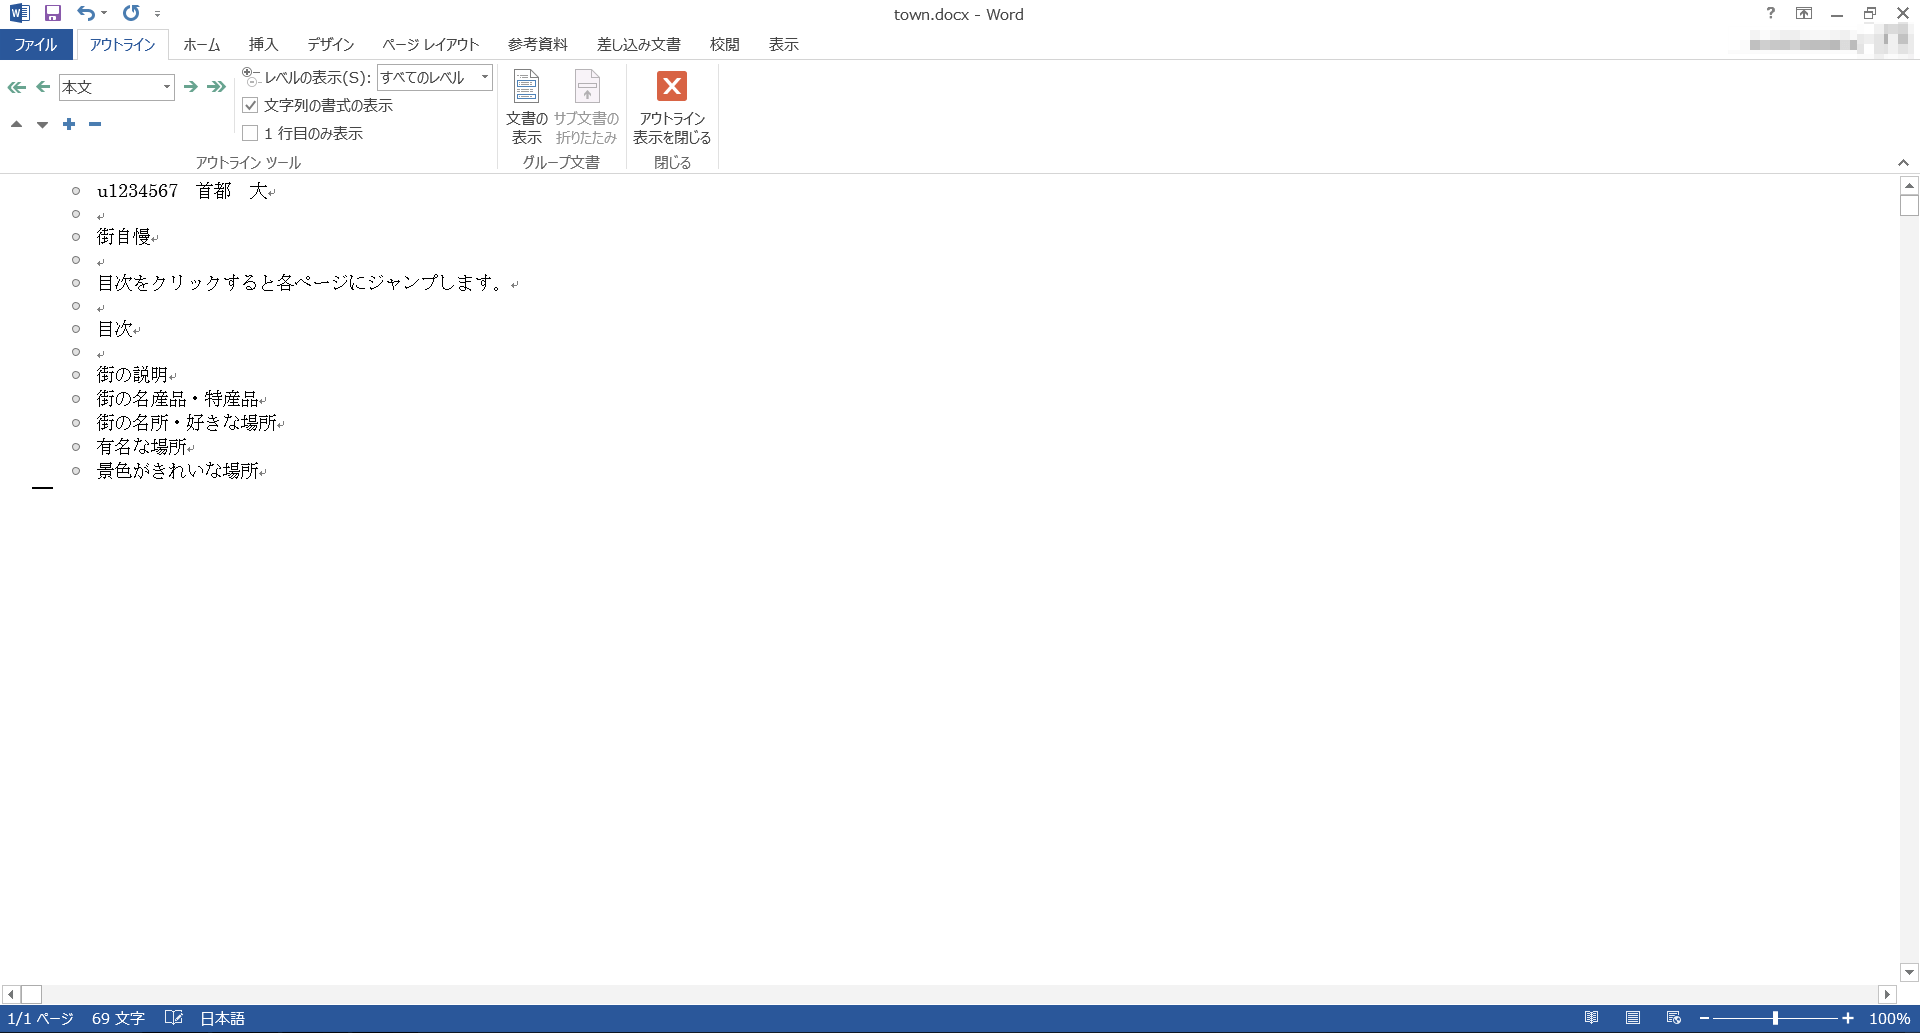 town.docx - Word
ファイル
アウトライン
ホーム
挿入
デザイン
ページ レイアウト
参考資料
差し込み文書
校閲
表示
本文
レベルの表示(S):
すべてのレベル
文字列の書式の表示
1 行目のみ表示
アウトライン ツール
文書の
表示
サブ文書の
折りたたみ
グループ文書
アウトライン
表示を閉じる
閉じる
u1234567　首都　大
街自慢
目次をクリックすると各ページにジャンプします。
目次
街の説明
街の名産品・特産品
街の名所・好きな場所
有名な場所
景色がきれいな場所
1/1 ページ
69 文字
日本語
100%